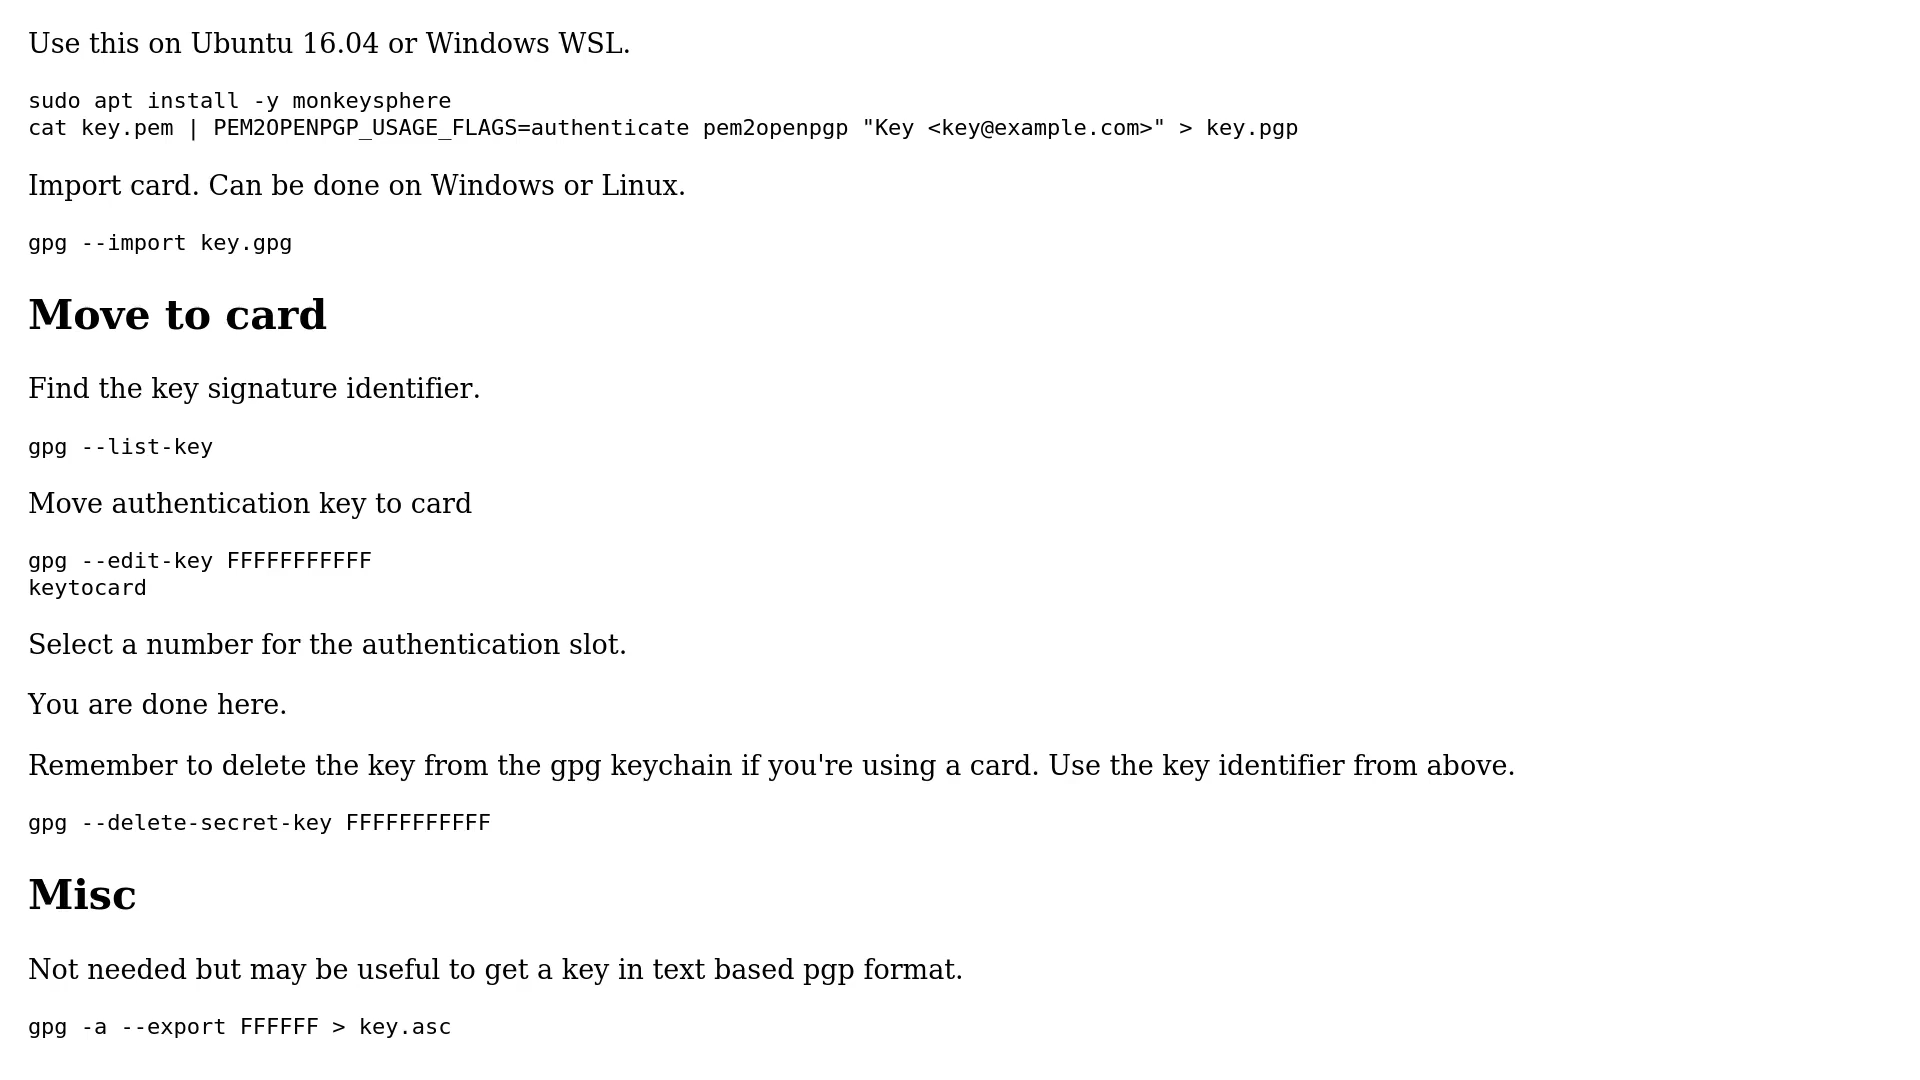 Use this on Ubuntu 16.04 or Windows WSL.
sudo apt install -y monkeysphere
cat key.pem | PEM2OPENPGP_USAGE_FLAGS=authenticate pem2openpgp "Key <key@example.com>" > key.pgp
Import card. Can be done on Windows or Linux.
gpg --import key.gpg
Move to card
Find the key signature identifier.
gpg --list-key
Move authentication key to card
gpg --edit-key FFFFFFFFFFF
keytocard
Select a number for the authentication slot.
You are done here.
Remember to delete the key from the gpg keychain if you're using a card. Use the key identifier from above.
gpg --delete-secret-key FFFFFFFFFFF
Misc
Not needed but may be useful to get a key in text based pgp format.
gpg -a --export FFFFFF > key.asc